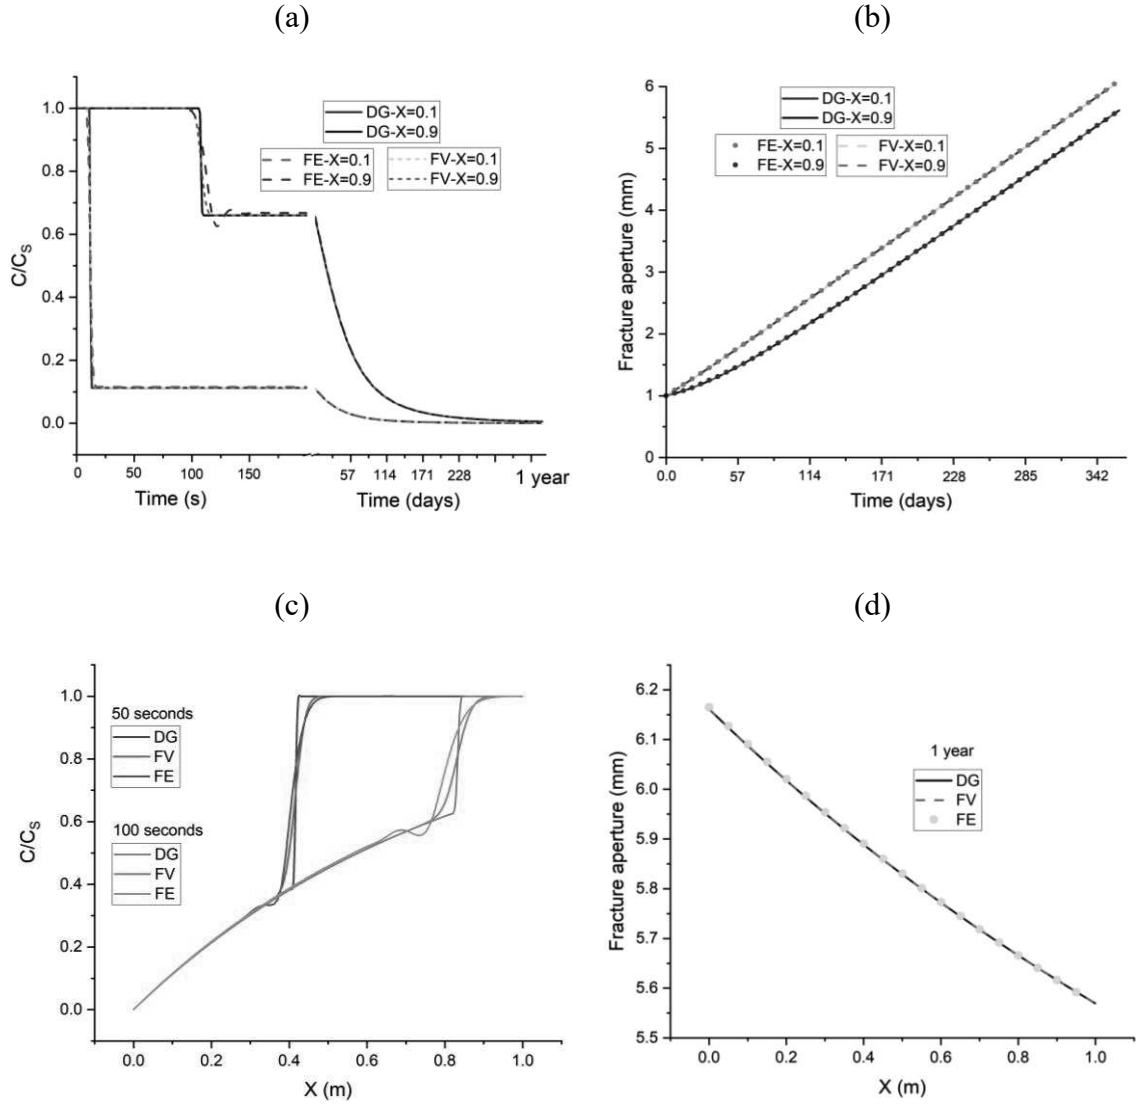 (a)
(b)
1.0
0.8
0.6
0.4
0.2
0.0
C/CS
DG-X=0.1
DG-X=0.9
FE-X=0.1
FE-X=0.9
FV-X=0.1
FV-X=0.9
0
50
100
150
57
114
171
228
1 year
Time (s)
Time (days)
6
5
4
3
2
1
0
Fracture aperture (mm)
DG-X=0.1
DG-X=0.9
FE-X=0.1
FE-X=0.9
FV-X=0.1
FV-X=0.9
0.0
57
114
171
228
285
342
Time (days)
(c)
(d)
1.0
0.8
0.6
0.4
0.2
0.0
C/CS
50 seconds
DG
FV
FE
100 seconds
DG
FV
FE
0.0
0.2
0.4
0.6
0.8
1.0
X (m)
6.2
6.1
6.0
5.9
5.8
5.7
5.6
5.5
Fracture aperture (mm)
1 year
DG
FV
FE
0.0
0.2
0.4
0.6
0.8
1.0
X (m)